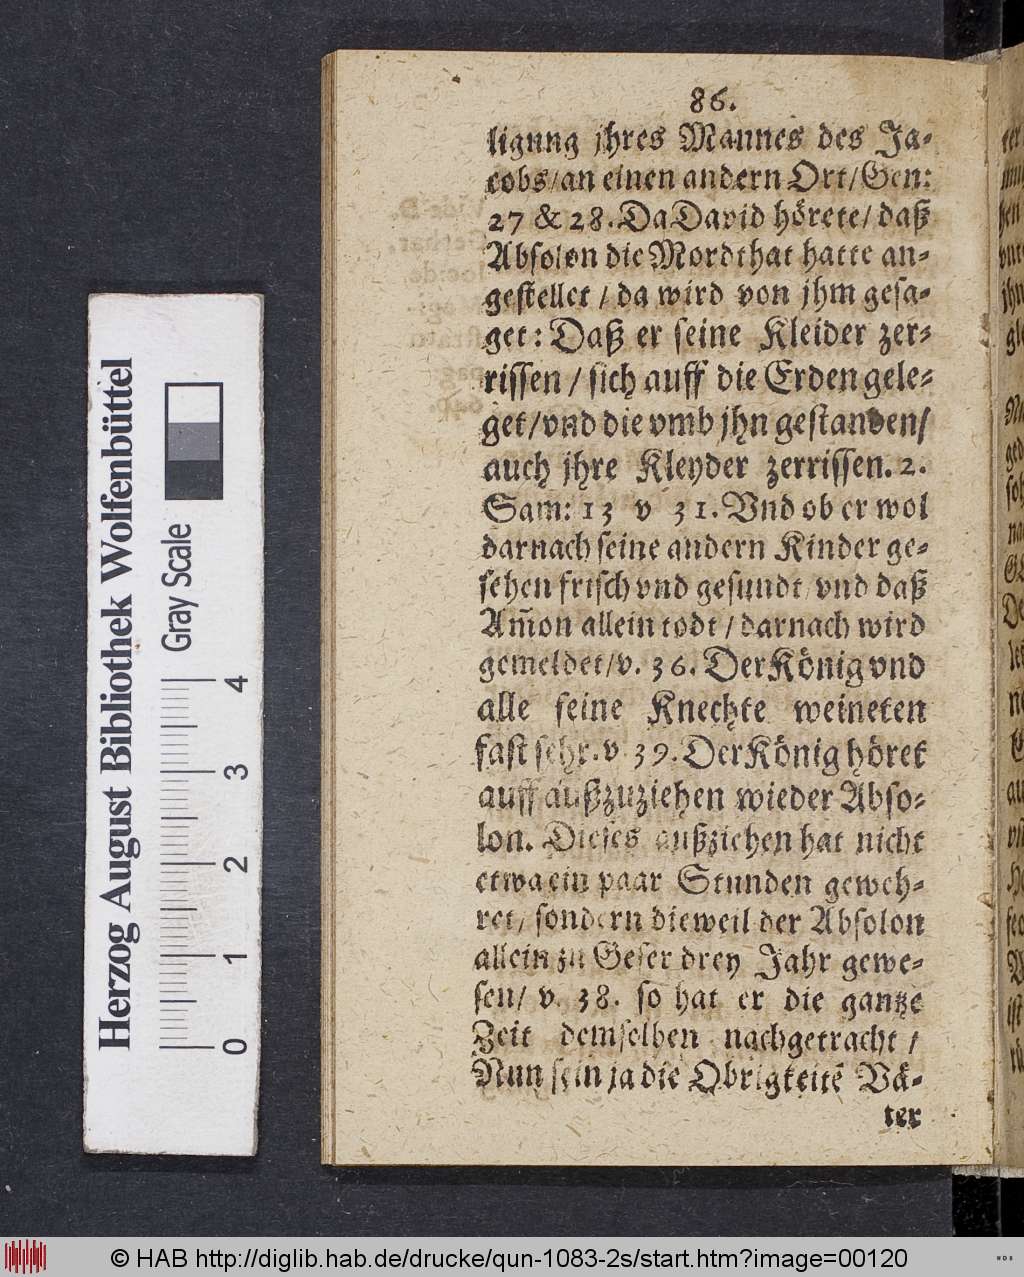 86.
ligung jhres Mannes des Ja-
cobs/an einen andern Ort/Gen:
27 & 28. Da David hörete/ daß
Absolon die Mordthat hatte an-
gestellet / da wird von jhm gesa-
get: Daß er seine Kleider zer-
rissen / sich auff die Erden gele-
get/vnd die vmb jhn gestanden/
auch jhre Kleyder zerrissen. 2.
Sam: 13 v 31. Vnd ob er wol
darnach seine andern Kinder ge-
sehen frisch vnd gesundt/ vnd daß
Am̃on allein todt / darnach wird
gemeldet/v. 36. Der König vnd
alle seine Knechte weineten
fast sehr. v 39. Der König höret
auff außzuziehen wieder Abso-
lon. Dieses außziehen hat nicht
etwa ein paar Stunden geweh-
ret/ sondern dieweil der Absolon
allein zu Geser drey Jahr gewe-
sen/ v. 38. so hat er die gantze
Zeit demselben nachgetracht /
Nun sein ja die Obrigkeitẽ Vä-
ter
Herzog August Bibliothek Wolfenbüttel
Gray Scale
0 1 2 3 4
© HAB http://diglib.hab.de/drucke/qun-1083-2s/start.htm?image=00120